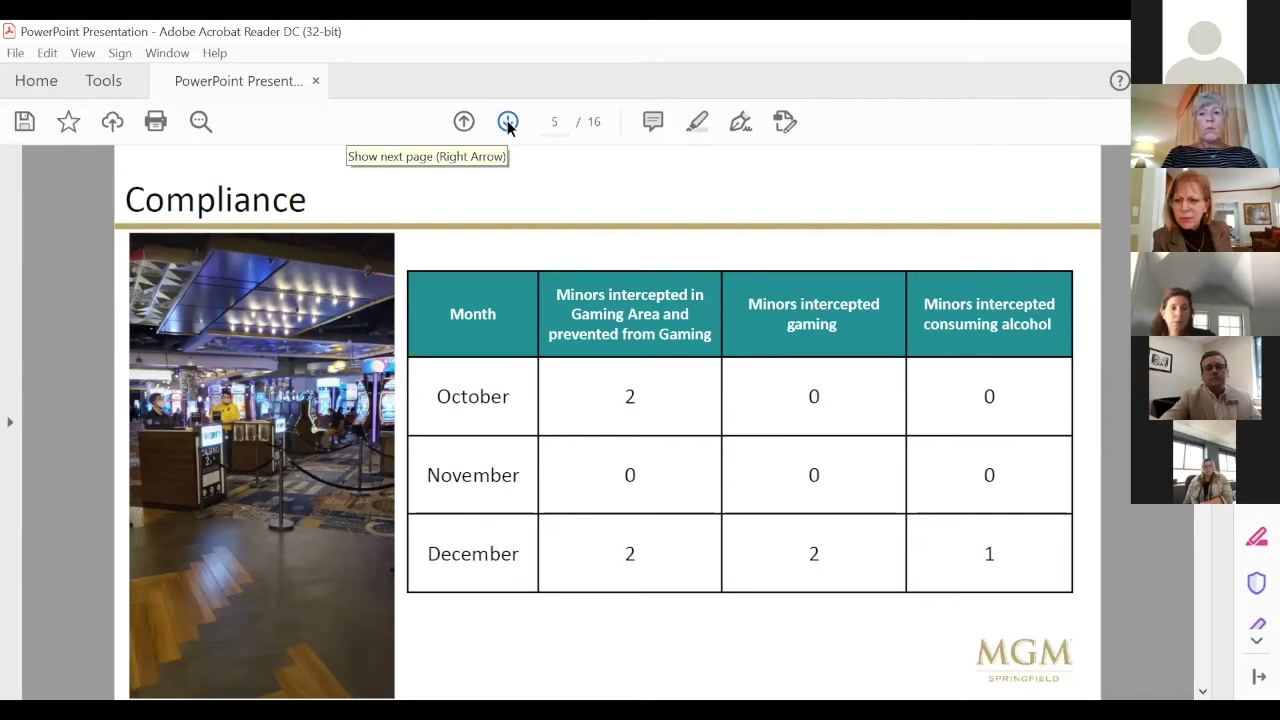 PowerPoint Presentation - Adobe Acrobat Reader DC (32-bit)
File Edit View Sign Window Help
Home Tools PowerPoint Present... ×
5 / 16
Show next page (Right Arrow)
Compliance
Month
Minors intercepted in
Gaming Area and
prevented from Gaming
Minors intercepted
gaming
Minors intercepted
consuming alcohol
October 2 0 0
November 0 0 0
December 2 2 1
MGM
SPRINGFIELD